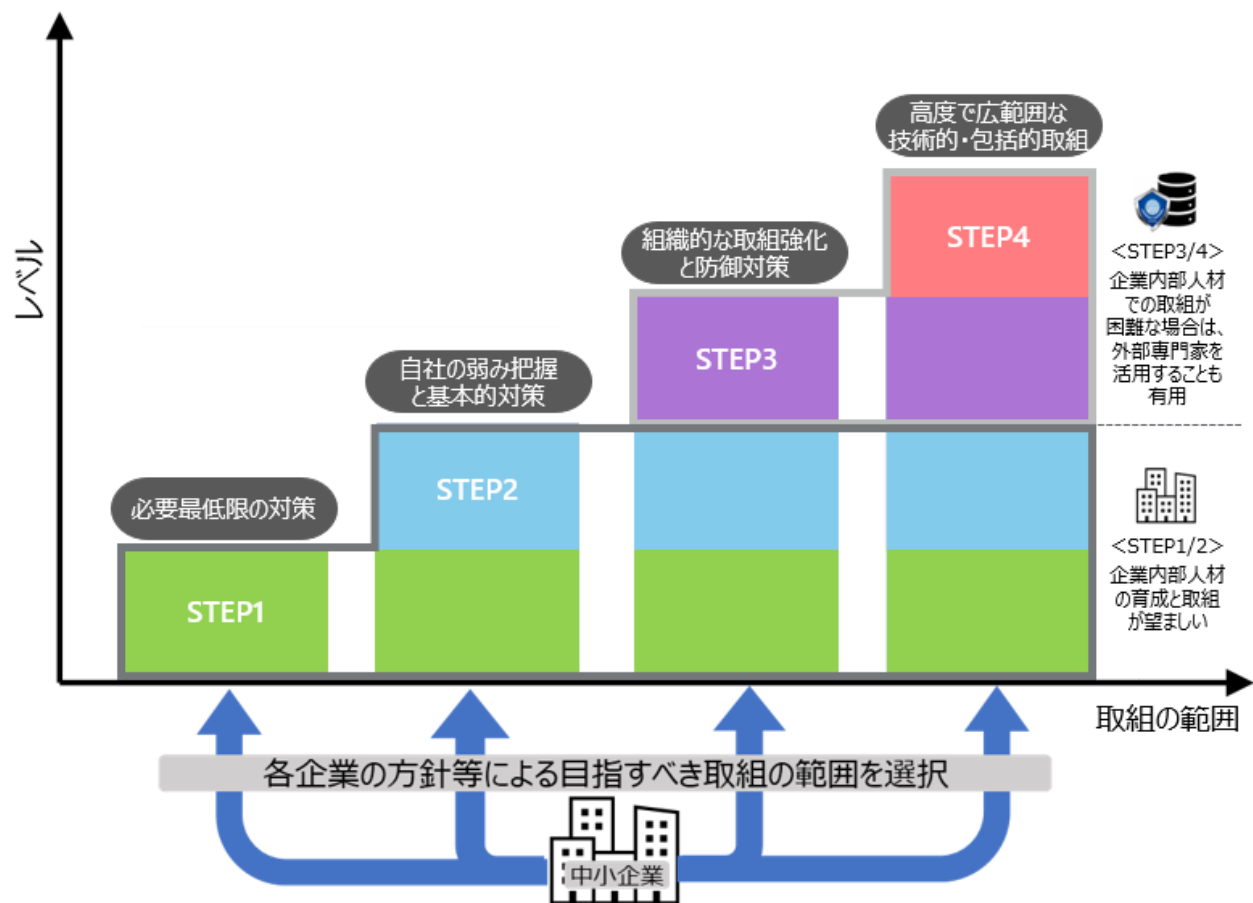 レベル
高度で広範囲な
技術的・包括的取組
組織的な取組強化
と防御対策
自社の弱み把握
と基本的対策
必要最低限の対策
STEP4
STEP3
STEP2
STEP1
<STEP3/4>
企業内部人材
での取組が
困難な場合は、
外部専門家を
活用することも
有用
<STEP1/2>
企業内部人材
の育成と取組
が望ましい
取組の範囲
各企業の方針等による目指すべき取組の範囲を選択
中小企業